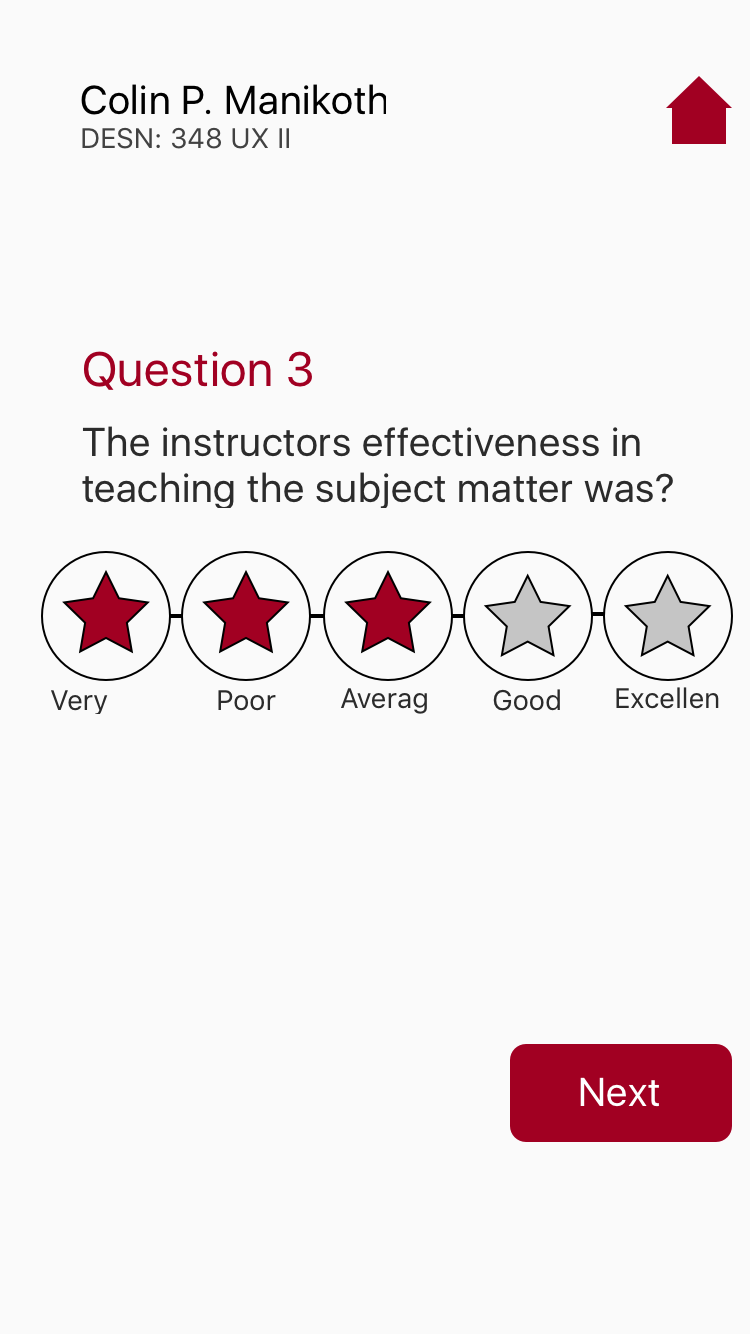 Colin P. Manikoth
DESN: 348 UX II
Question 3
The instructors effectiveness in
teaching the subject matter was?
Very Poor Averag Good Excellen
Next